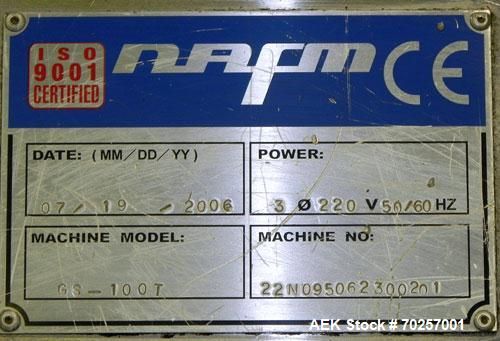 ISO
9001
CERTIFIED
NAFM CE
DATE: (MM/DD/YY)
07/19/2006
POWER:
3 Ø 220 V 50/60 HZ
MACHINE MODEL:
GS-100T
MACHINE NO:
22N095062300201
AEK Stock # 70257001